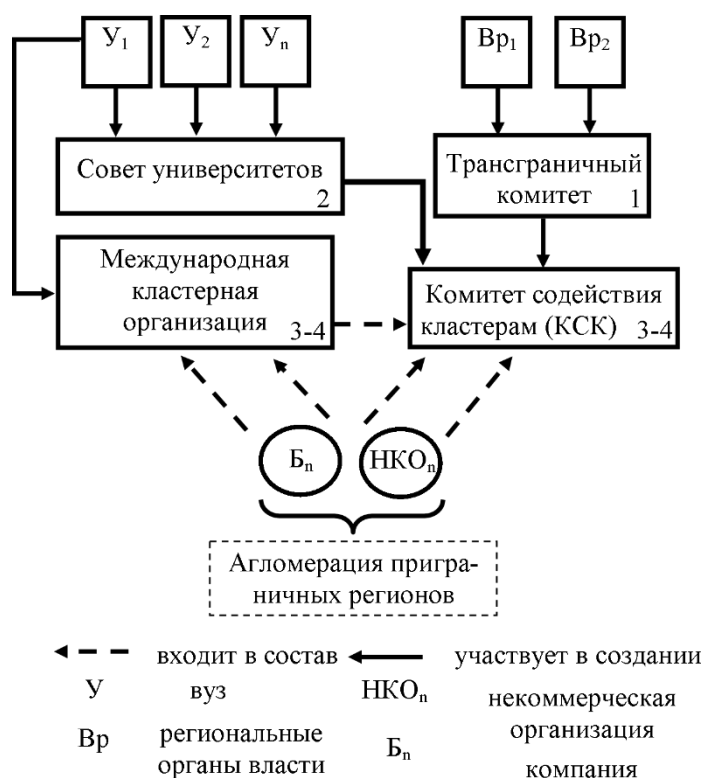 У1 У2 Уn Вр1 Вр2
Совет университетов
2
Трансграничный
комитет 1
Международная
кластерная
организация 3-4
Комитет содействия
кластерам (КСК) 3-4
Бn НКОn
Агломерация пригра-
ничных регионов
входит в состав участвует в создании
У вуз
НКОn некоммерческая
организация
Вр региональные
органы власти
Бn компания